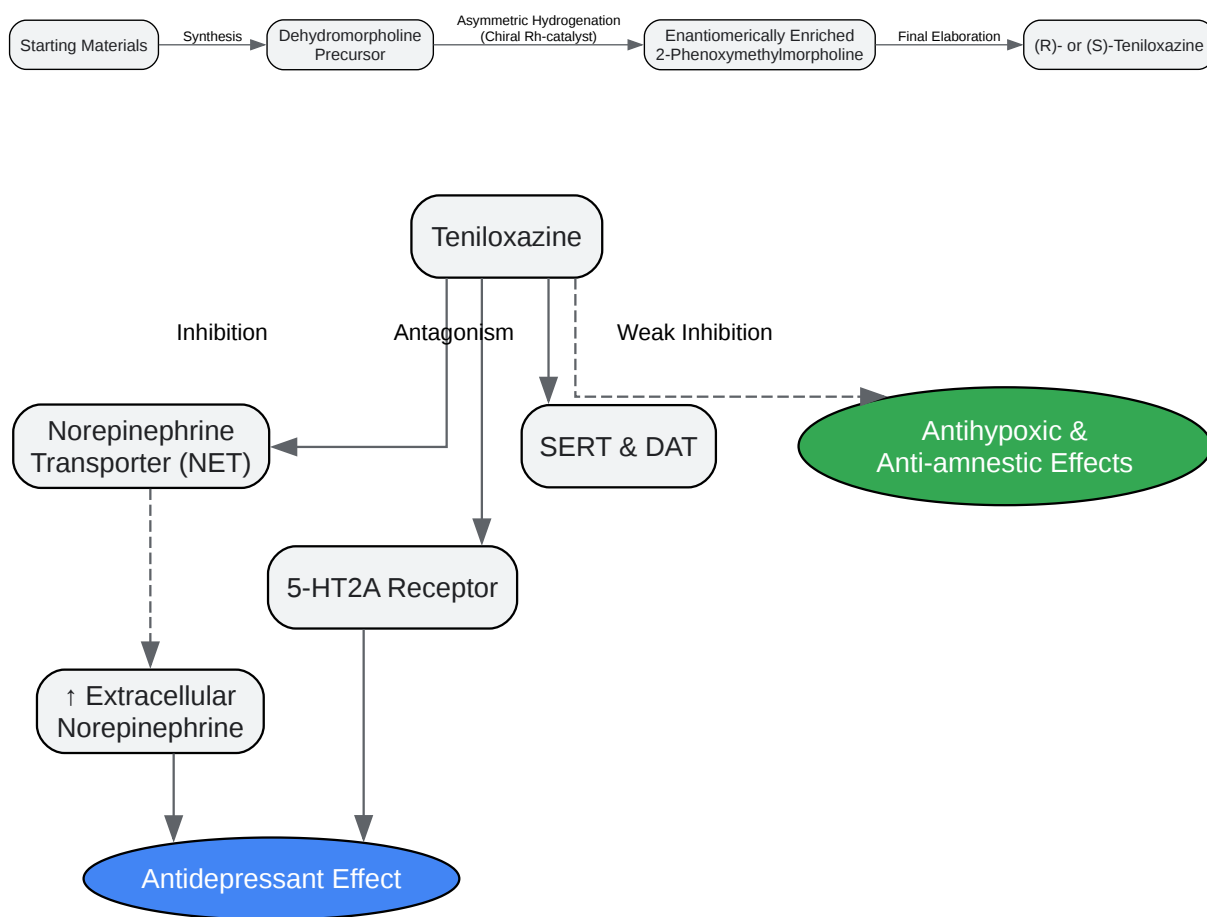 Starting Materials
Synthesis
Dehydromorpholine
Precursor
Asymmetric Hydrogenation
(Chiral Rh-catalyst)
Enantiomerically Enriched
2-Phenoxymethylmorpholine
Final Elaboration
(R)- or (S)-Teniloxazine
Teniloxazine
Inhibition
Antagonism
Weak Inhibition
Norepinephrine
Transporter (NET)
SERT & DAT
Antihypoxic &
Anti-amnestic Effects
5-HT2A Receptor
↑ Extracellular
Norepinephrine
Antidepressant Effect